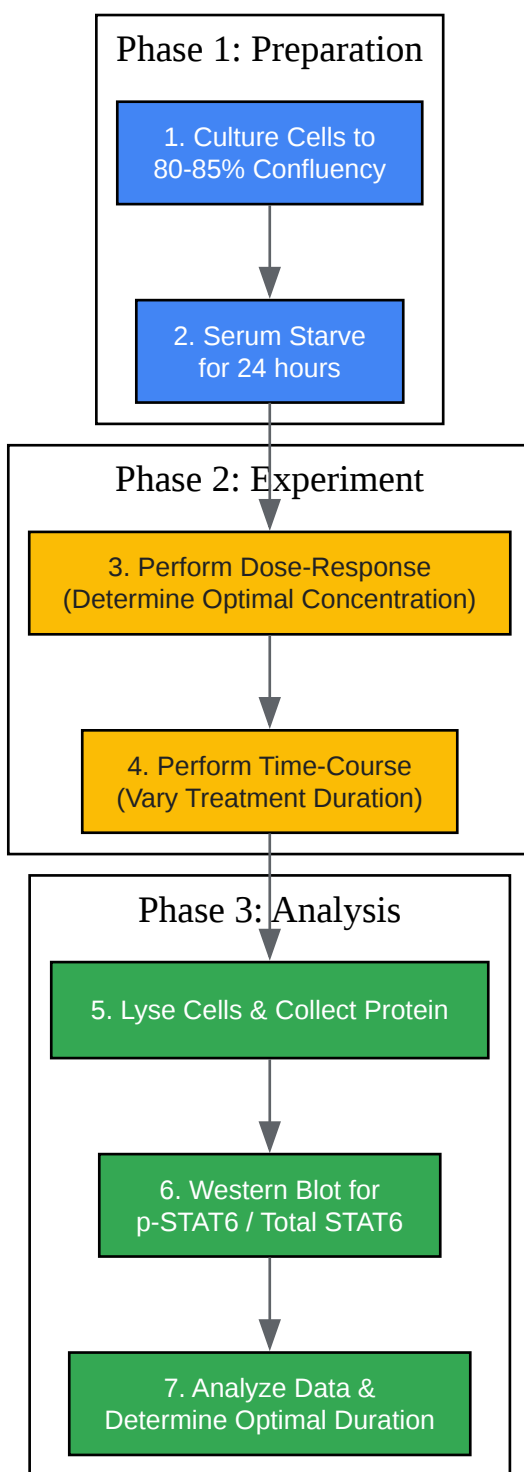 Phase 1: Preparation
1. Culture Cells to
80-85% Confluency
2. Serum Starve
for 24 hours
Phase 2: Experiment
3. Perform Dose-Response
(Determine Optimal Concentration)
4. Perform Time-Course
(Vary Treatment Duration)
Phase 3: Analysis
5. Lyse Cells & Collect Protein
6. Western Blot for
p-STAT6 / Total STAT6
7. Analyze Data &
Determine Optimal Duration